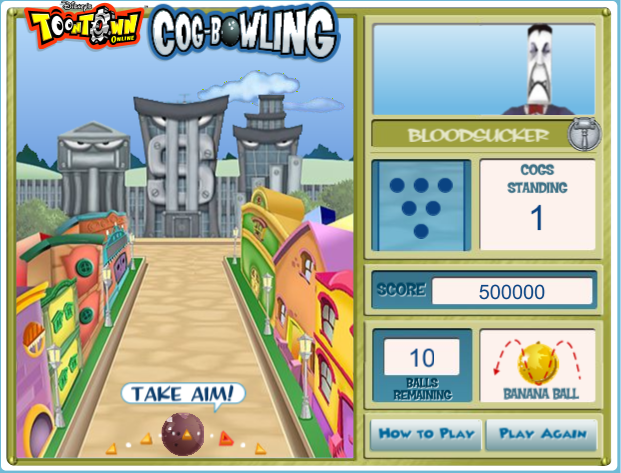 Disney's
TOONTOWN
ONLINE
COG-BOWLING
BLOODSUCKER
COGS
STANDING
1
SCORE 500000
10
BALLS
REMAINING
BANANA BALL
TAKE AIM!
HOW TO PLAY
PLAY AGAIN